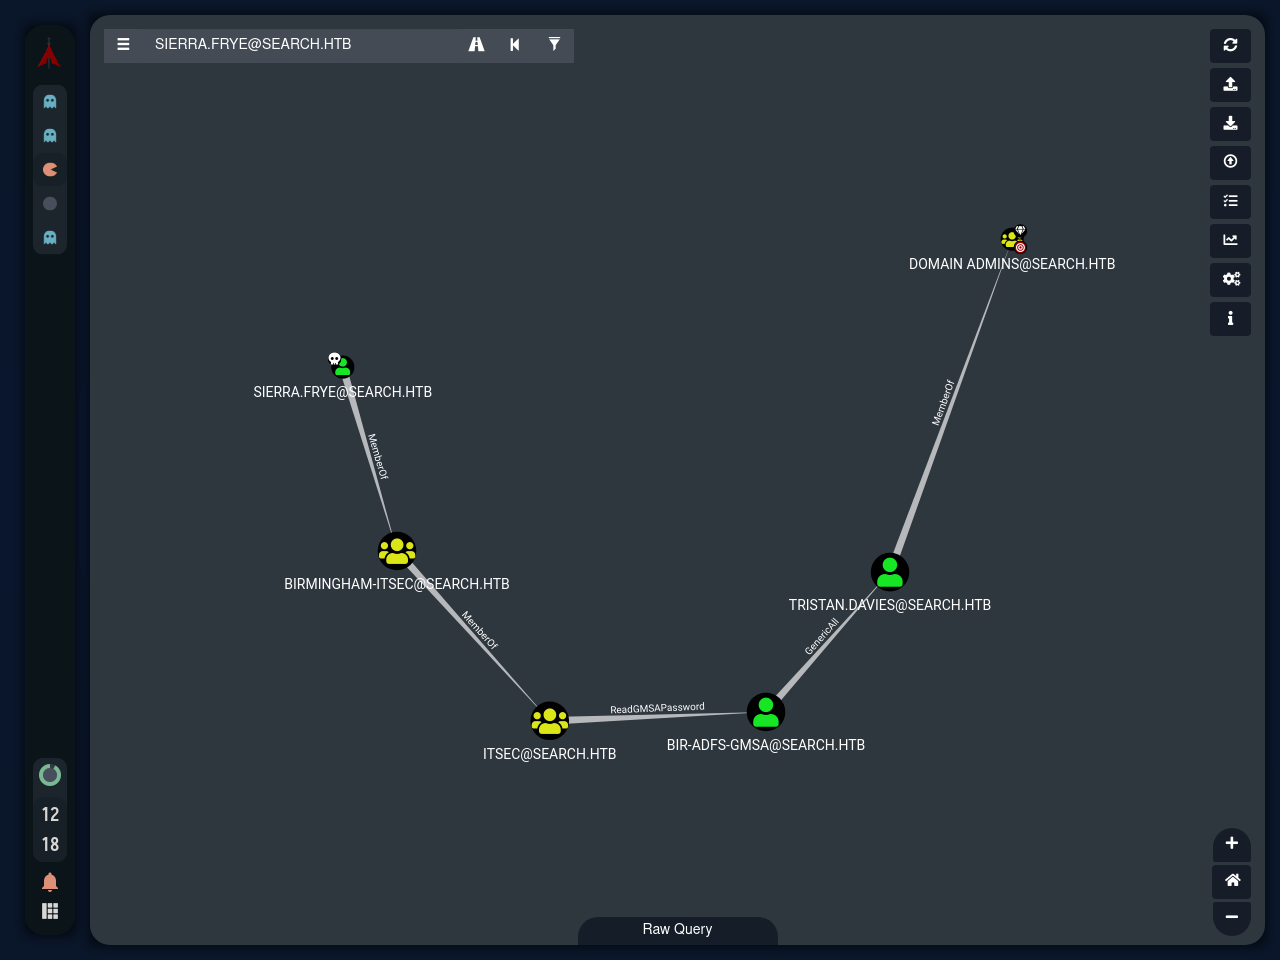 SIERRA.FRYE@SEARCH.HTB
DOMAIN ADMINS@SEARCH.HTB
MemberOf
SIERRA.FRYE@SEARCH.HTB
MemberOf
BIRMINGHAM-ITSEC@SEARCH.HTB
MemberOf
TRISTAN.DAVIES@SEARCH.HTB
GenericAll
ReadGMSAPassword
BIR-ADFS-GMSA@SEARCH.HTB
ITSEC@SEARCH.HTB
12
18
Raw Query